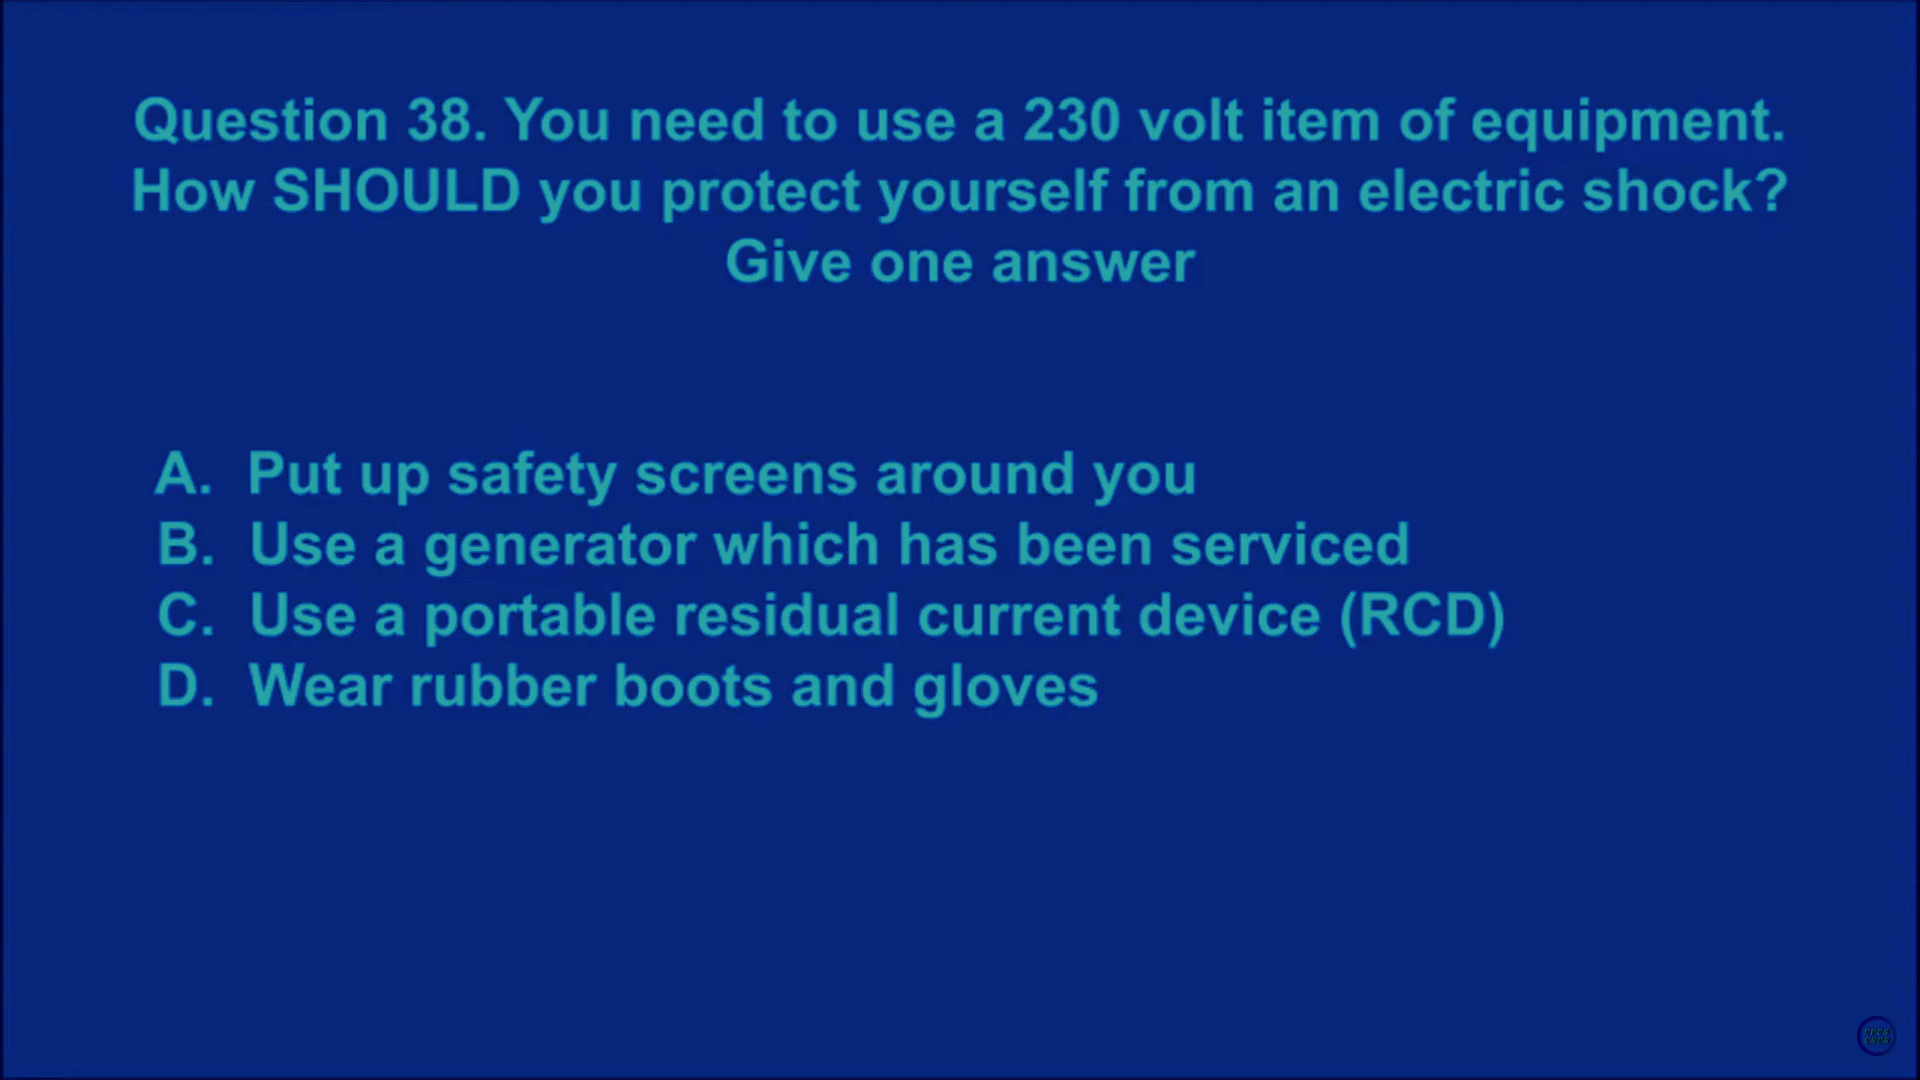 Question 38. You need to use a 230 volt item of equipment.
How SHOULD you protect yourself from an electric shock?
Give one answer
A. Put up safety screens around you
B. Use a generator which has been serviced
C. Use a portable residual current device (RCD)
D. Wear rubber boots and gloves
CPCS
CSCS